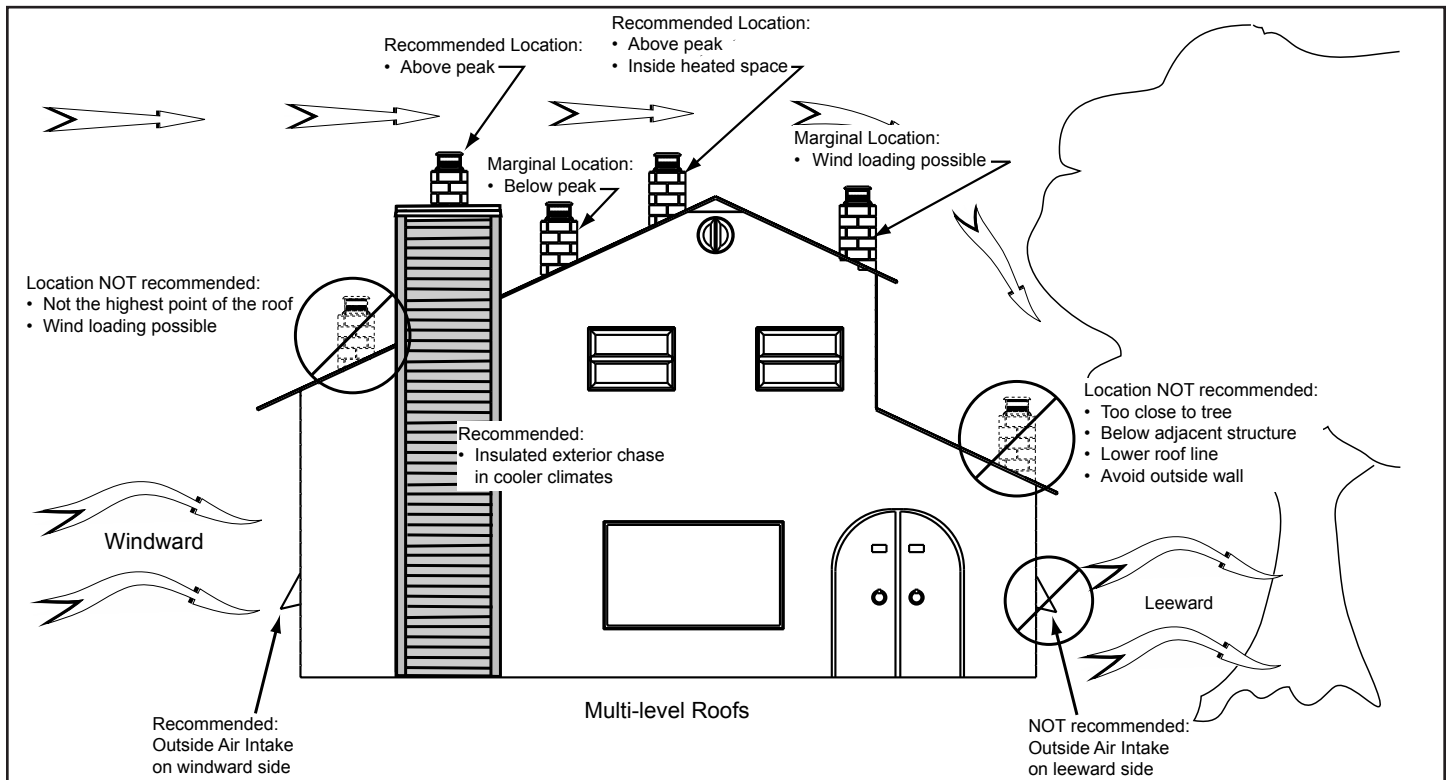 Recommended Location:
• Above peak
Recommended Location:
• Above peak
• Inside heated space
Marginal Location:
• Below peak
Marginal Location:
• Wind loading possible
Location NOT recommended:
• Not the highest point of the roof
• Wind loading possible
Location NOT recommended:
• Too close to tree
• Below adjacent structure
• Lower roof line
• Avoid outside wall
Recommended:
• Insulated exterior chase
in cooler climates
Windward
Leeward
Multi-level Roofs
Recommended:
Outside Air Intake
on windward side
NOT recommended:
Outside Air Intake
on leeward side